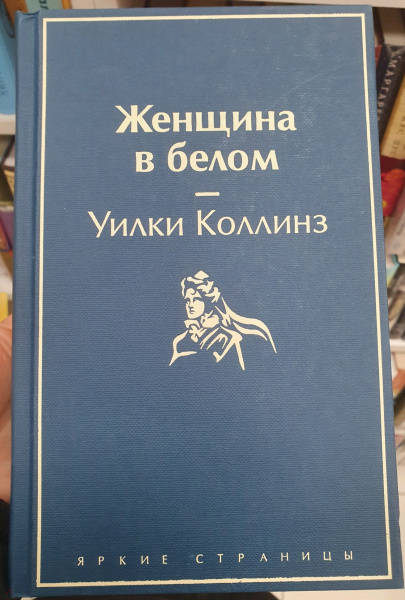 Женщина
в белом
Уилки Коллинз
ЯРКИЕ СТРАНИЦЫ